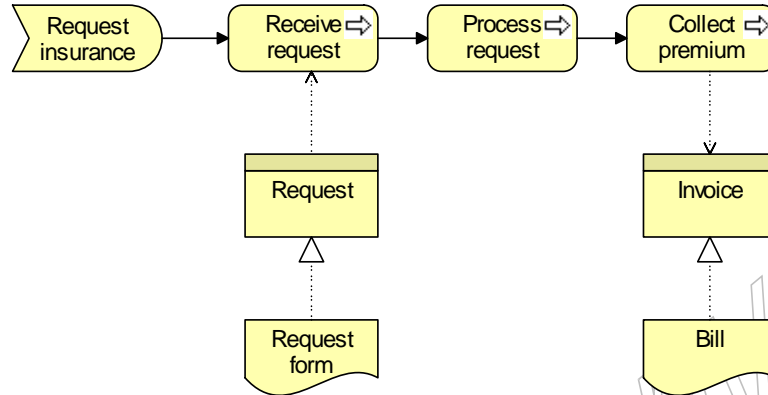 Request
insurance
Receive
request
Process
request
Collect
premium
Request
Invoice
Request
form
Bill